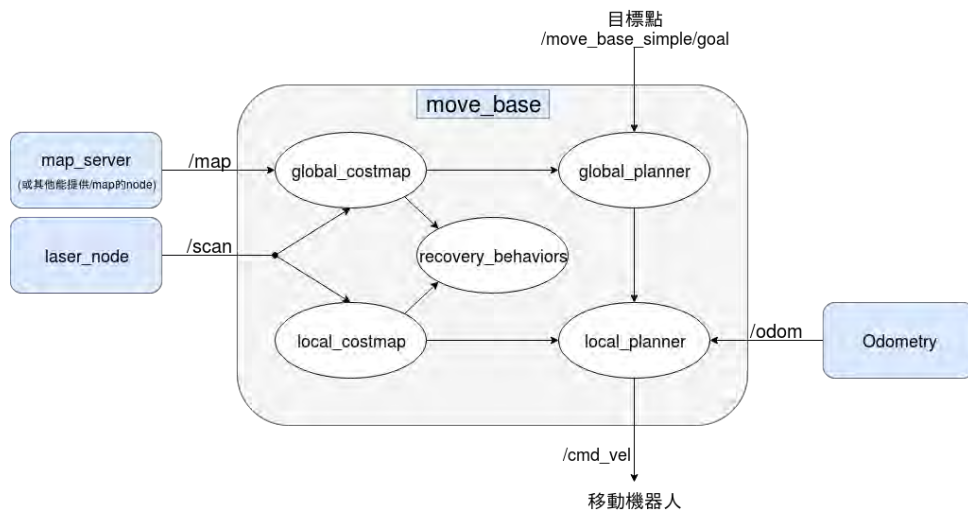 目標點
/move_base_simple/goal
move_base
map_server
(或其他能提供/map的node)
/map
global_costmap
global_planner
laser_node
/scan
recovery_behaviors
local_costmap
local_planner
/odom
Odometry
/cmd_vel
移動機器人